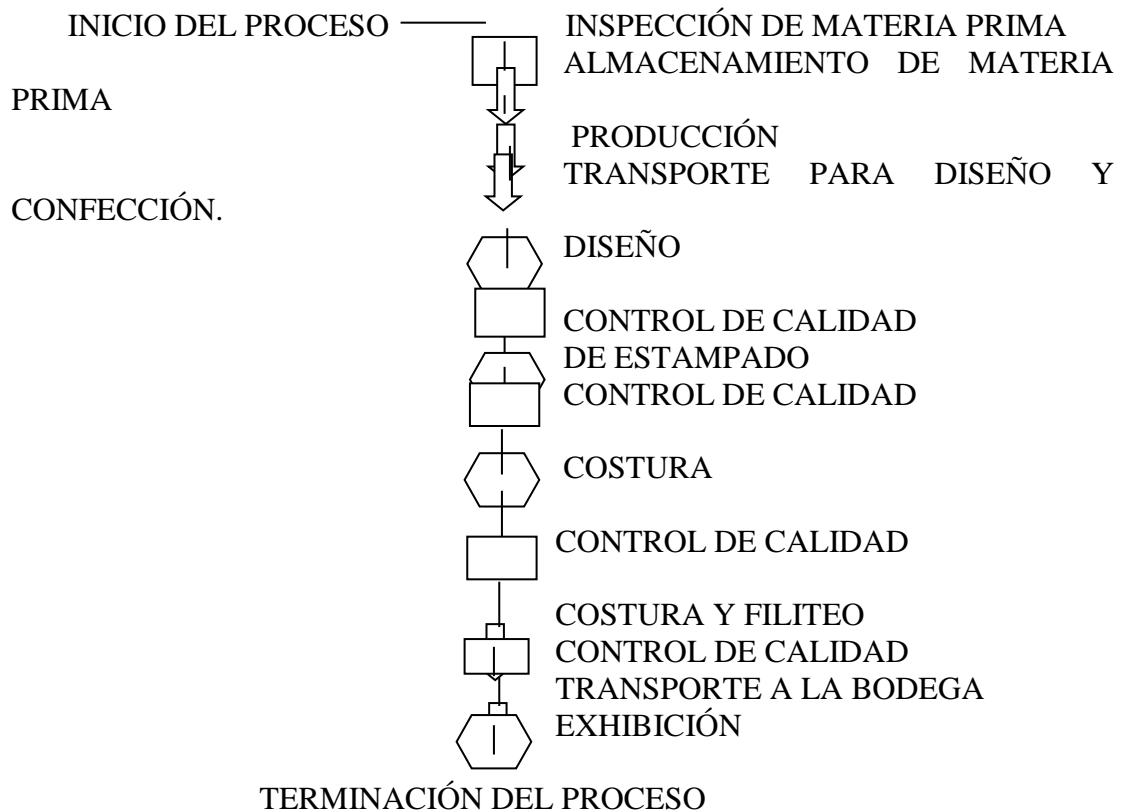 INICIO DEL PROCESO INSPECCIÓN DE MATERIA PRIMA
ALMACENAMIENTO DE MATERIA
PRIMA
PRODUCCIÓN
TRANSPORTE PARA DISEÑO Y
CONFECCIÓN.
DISEÑO
CONTROL DE CALIDAD
DE ESTAMPADO
CONTROL DE CALIDAD
COSTURA
CONTROL DE CALIDAD
COSTURA Y FILITEO
CONTROL DE CALIDAD
TRANSPORTE A LA BODEGA
EXHIBICIÓN
TERMINACIÓN DEL PROCESO